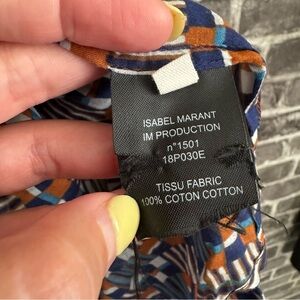 ISABEL MARANT
IM PRODUCTION
n°1501
18P030E
TISSU FABRIC
100% COTON COTTON